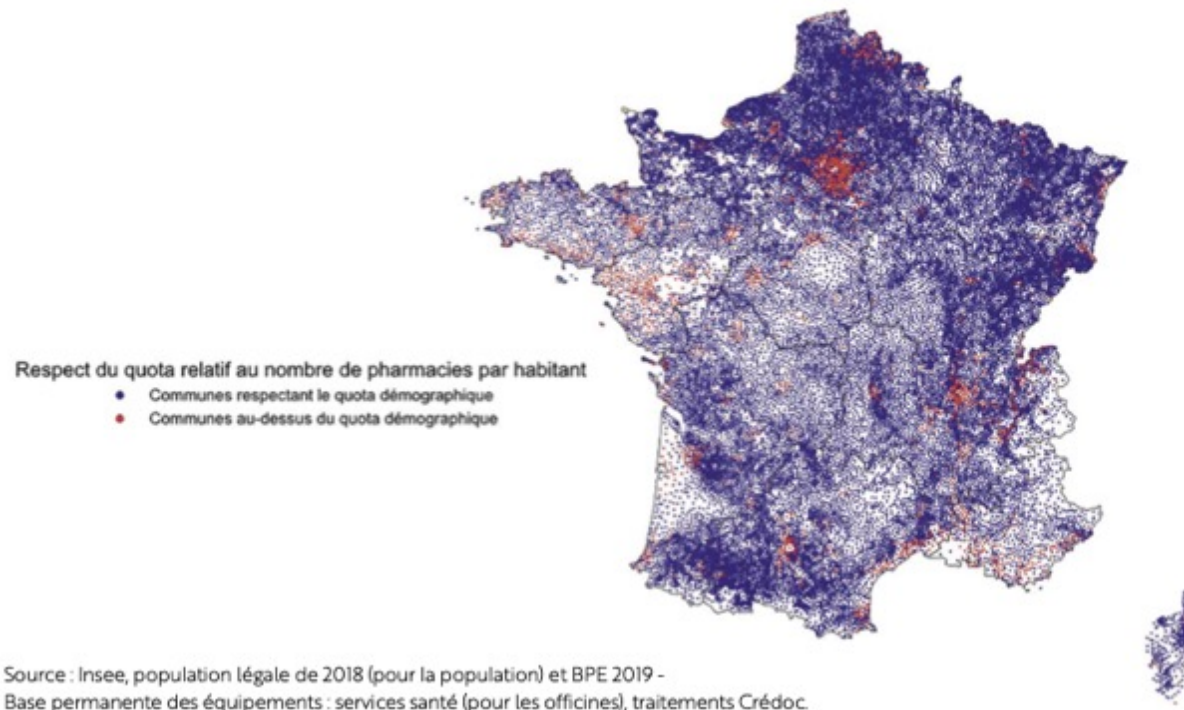 Respect du quota relatif au nombre de pharmacies par habitant
Communes respectant le quota démographique
Communes au-dessus du quota démographique
Source : Insee, population légale de 2018 (pour la population) et BPE 2019 -
Base permanente des équipements : services santé (pour les officines), traitements Crédoc.